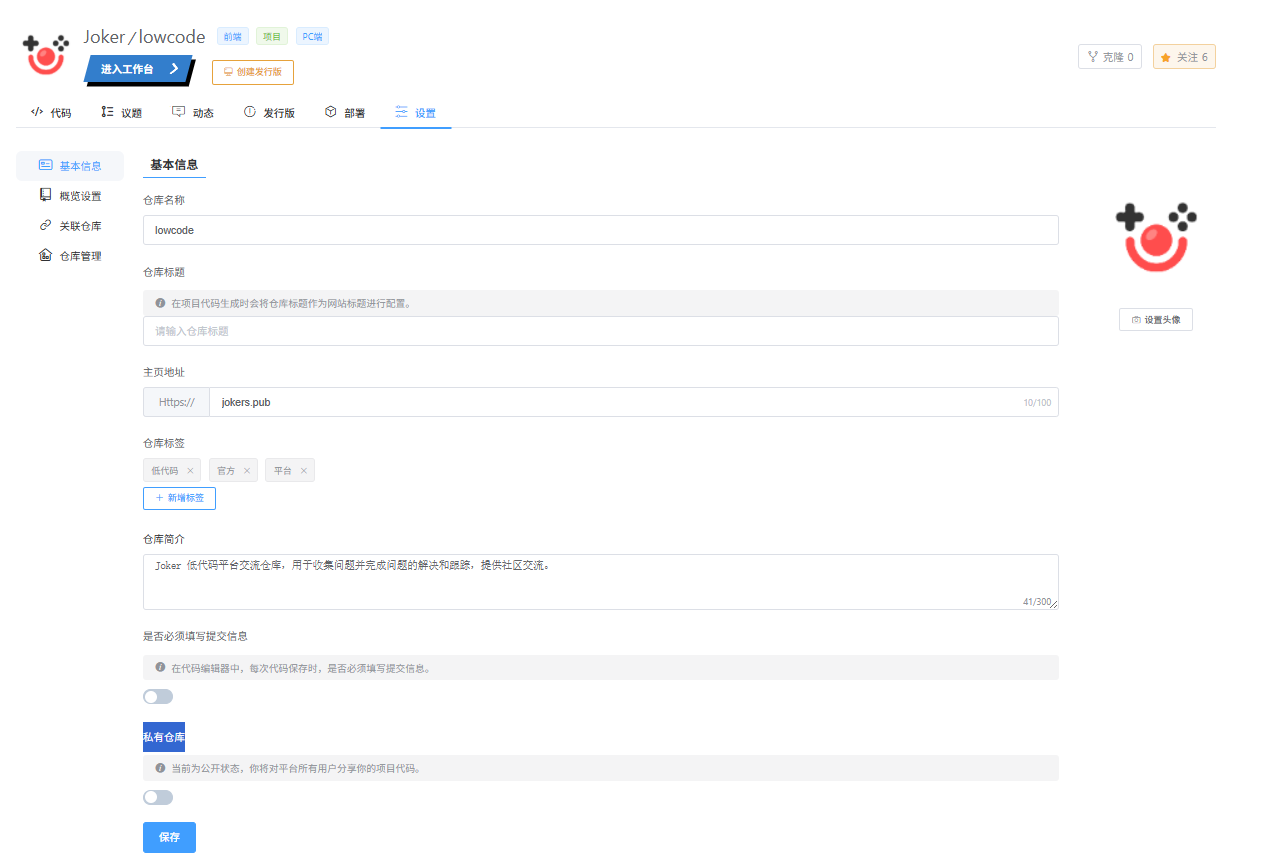 Joker / lowcode 前端 项目 PC端
进入工作台 创建发行版
克隆 0 关注 6
代码 议题 动态 发行版 部署 设置
基本信息
概览设置
关联仓库
仓库管理
基本信息
仓库名称
lowcode
仓库标题
在项目代码生成时会将仓库标题作为网站标题进行配置。
请输入仓库标题
主页地址
Https:// jokers.pub 10/100
仓库标签
低代码 × 官方 × 平台 ×
+ 新增标签
仓库简介
Joker 低代码平台交流仓库，用于收集问题并完成问题的解决和跟踪，提供社区交流。
41/300
是否必须填写提交信息
在代码编辑器中，每次代码保存时，是否必须填写提交信息。
私有仓库
当前为公开状态，你将对平台所有用户分享你的项目代码。
保存
设置头像